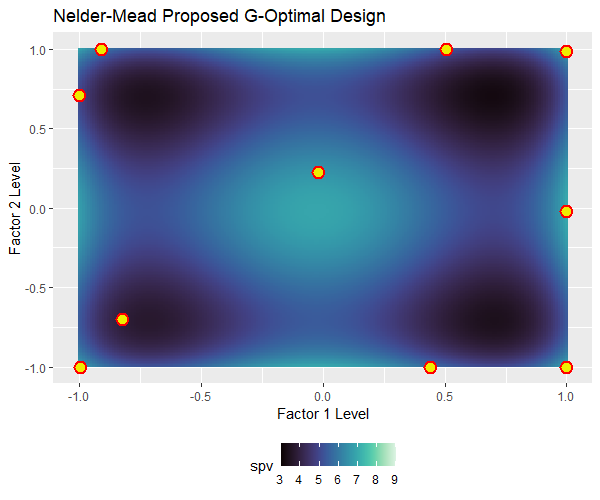 Nelder-Mead Proposed G-Optimal Design
1.0
0.5
0.0
-0.5
-1.0
Factor 2 Level
-1.0 -0.5 0.0 0.5 1.0
Factor 1 Level
spv
3 4 5 6 7 8 9